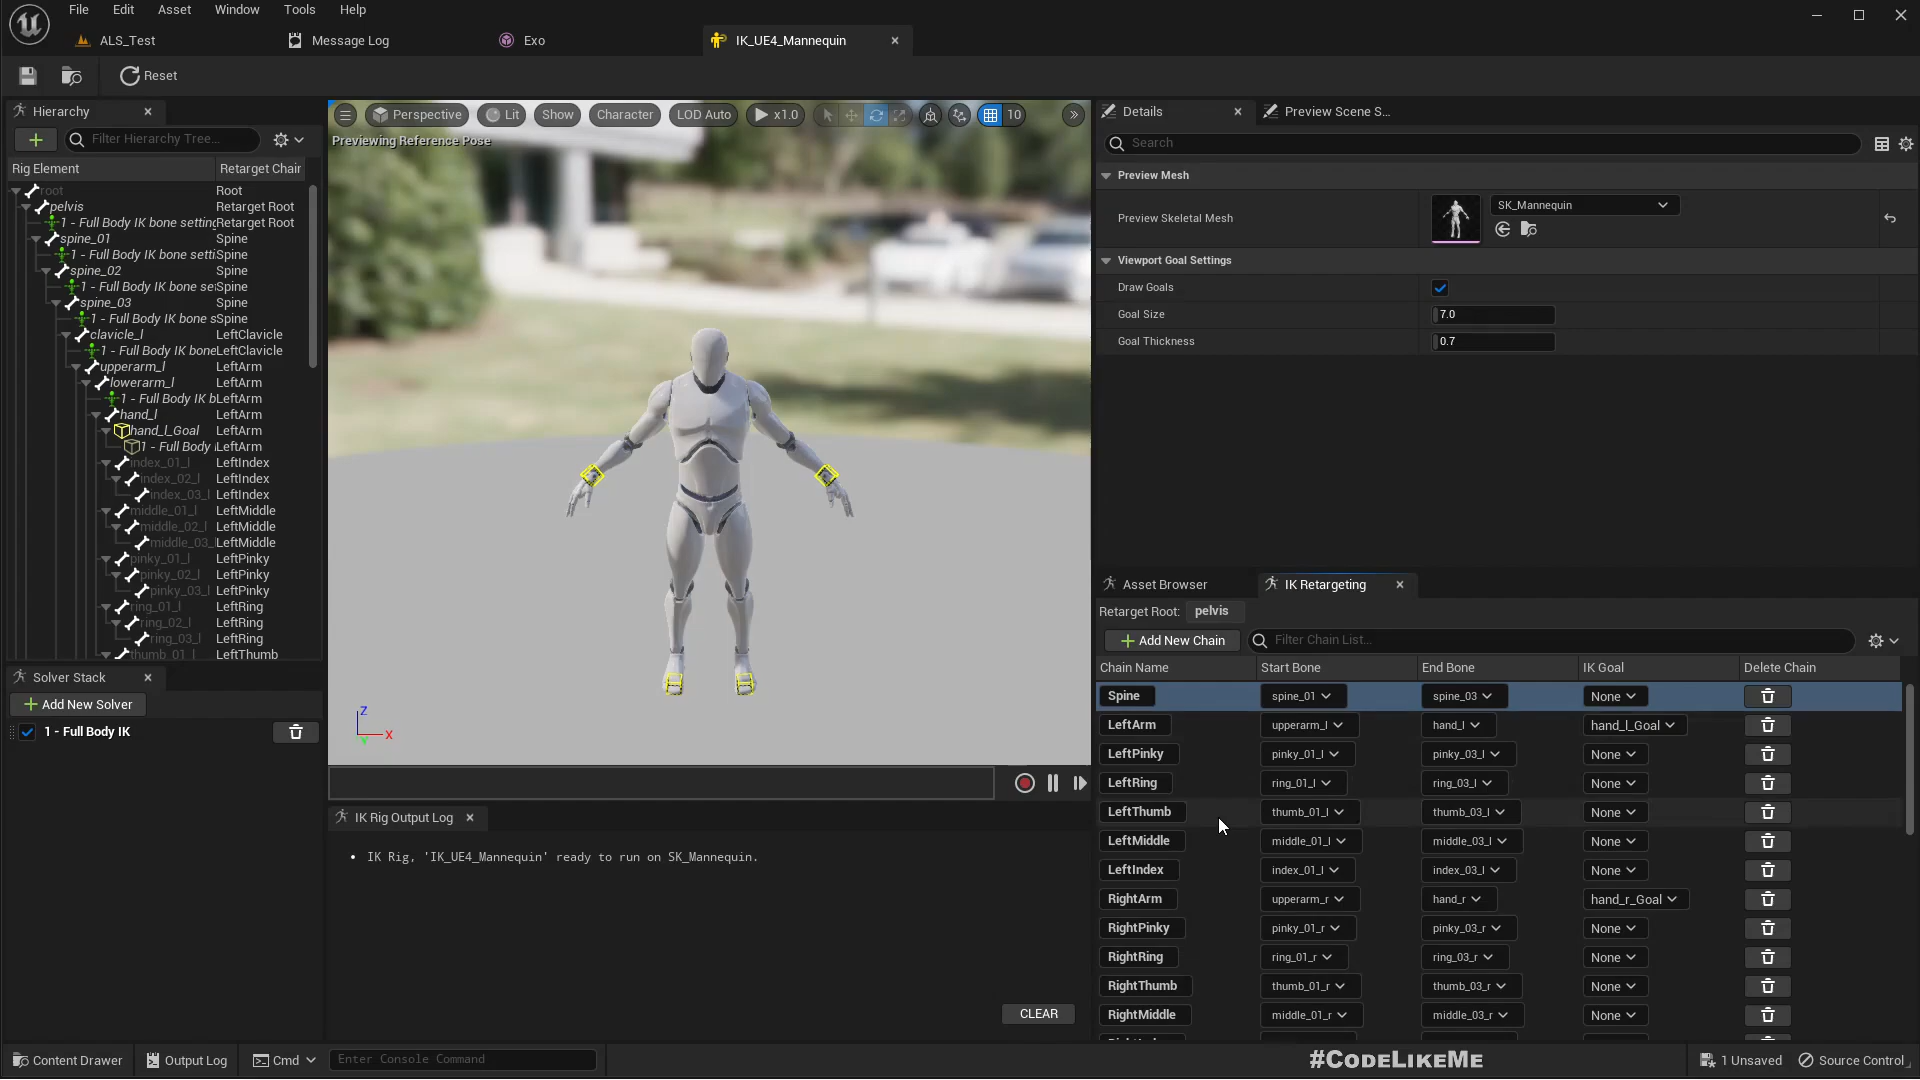 File Edit Asset Window Tools Help
ALS_Test
Message Log
Exo
IK_UE4_Mannequin
Reset
Hierarchy
Filter Hierarchy Tree...
Rig Element Retarget Chair
root Root
pelvis Retarget Root
1 - Full Body IK bone setting Retarget Root
spine_01 Spine
1 - Full Body IK bone setti Spine
spine_02 Spine
1 - Full Body IK bone se Spine
spine_03 Spine
1 - Full Body IK bone s Spine
clavicle_l LeftClavicle
1 - Full Body IK bone LeftClavicle
upperarm_l LeftArm
lowerarm_l LeftArm
1 - Full Body IK b LeftArm
hand_l LeftArm
hand_l_Goal LeftArm
1 - Full Body LeftArm
index_01_l LeftIndex
index_02_l LeftIndex
index_03_l LeftIndex
middle_01_l LeftMiddle
middle_02_l LeftMiddle
middle_03_ LeftMiddle
pinky_01_l LeftPinky
pinky_02_l LeftPinky
pinky_03_l LeftPinky
ring_01_l LeftRing
ring_02_l LeftRing
ring_03_l LeftRing
thumb_01_l LeftThumb
Solver Stack
Add New Solver
1 - Full Body IK
Perspective Lit Show Character LOD Auto x1.0 10
Previewing Reference Pose
Z
X
Y
IK Rig Output Log
• IK Rig, 'IK_UE4_Mannequin' ready to run on SK_Mannequin.
CLEAR
Details
Preview Scene S...
Search
Preview Mesh
Preview Skeletal Mesh SK_Mannequin
Viewport Goal Settings
Draw Goals
Goal Size 7.0
Goal Thickness 0.7
Asset Browser
IK Retargeting
Retarget Root: pelvis
Add New Chain
Filter Chain List...
Chain Name Start Bone End Bone IK Goal Delete Chain
Spine spine_01 spine_03 None
LeftArm upperarm_l hand_l hand_l_Goal
LeftPinky pinky_01_l pinky_03_l None
LeftRing ring_01_l ring_03_l None
LeftThumb thumb_01_l thumb_03_l None
LeftMiddle middle_01_l middle_03_l None
LeftIndex index_01_l index_03_l None
RightArm upperarm_r hand_r hand_r_Goal
RightPinky pinky_01_r pinky_03_r None
RightRing ring_01_r ring_03_r None
RightThumb thumb_01_r thumb_03_r None
RightMiddle middle_01_r middle_03_r None
Content Drawer Output Log Cmd Enter Console Command
#CODELIKEME
1 Unsaved Source Control